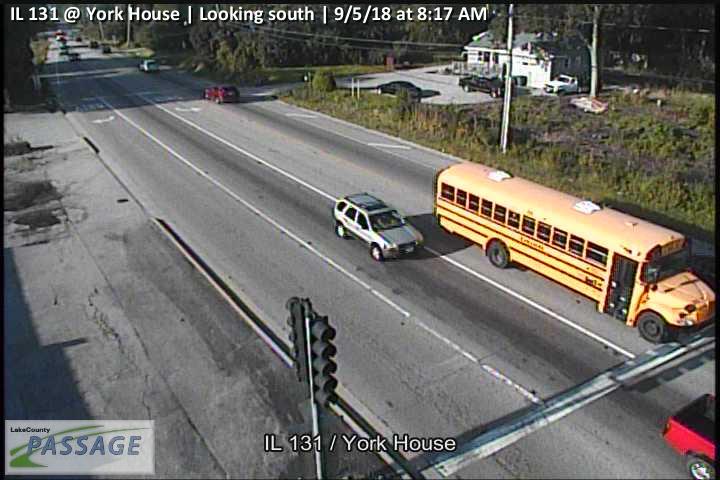 IL 131 @ York House | Looking south | 9/5/18 at 8:17 AM
IL 131 / York House
LakeCounty
PASSAGE